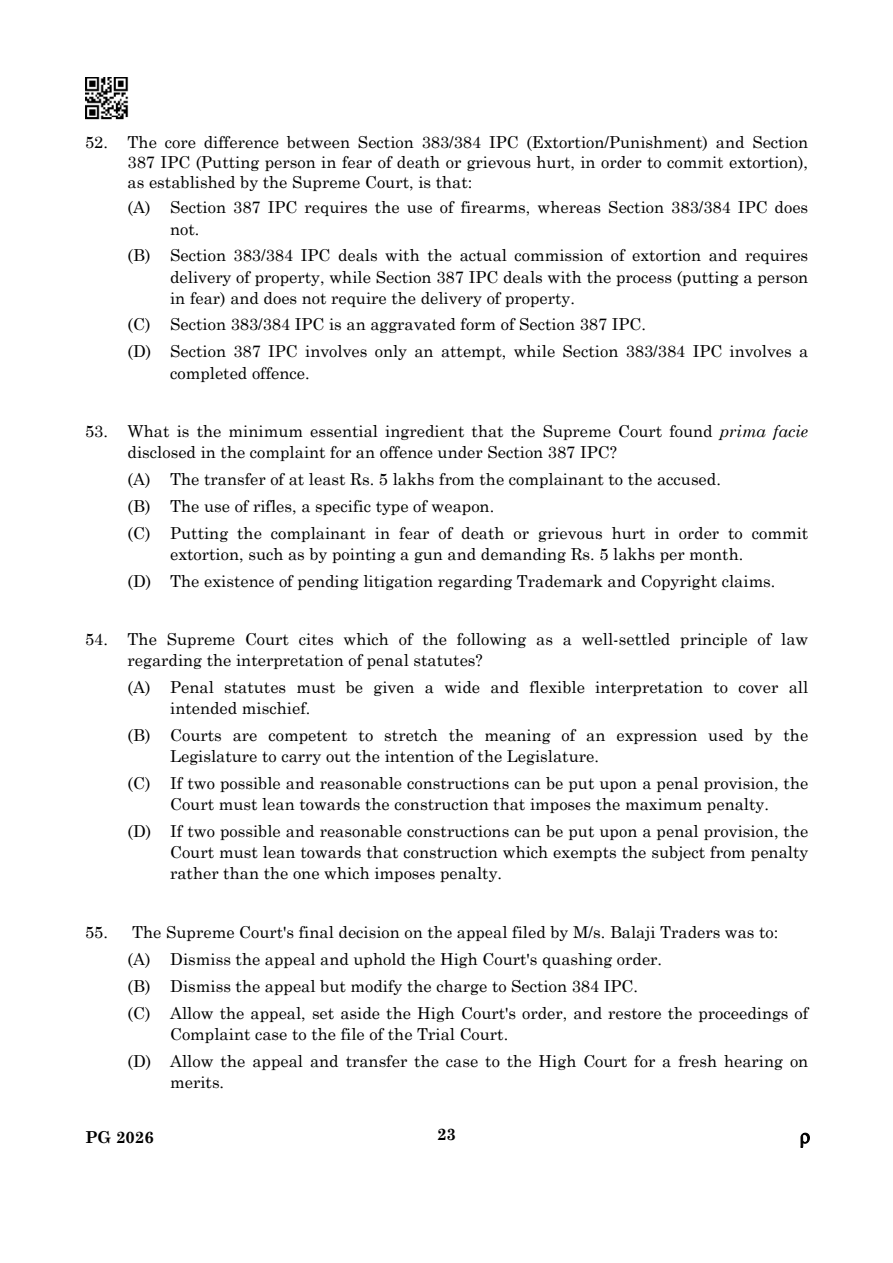 52. The core difference between Section 383/384 IPC (Extortion/Punishment) and Section
387 IPC (Putting person in fear of death or grievous hurt, in order to commit extortion),
as established by the Supreme Court, is that:
(A) Section 387 IPC requires the use of firearms, whereas Section 383/384 IPC does
not.
(B) Section 383/384 IPC deals with the actual commission of extortion and requires
delivery of property, while Section 387 IPC deals with the process (putting a person
in fear) and does not require the delivery of property.
(C) Section 383/384 IPC is an aggravated form of Section 387 IPC.
(D) Section 387 IPC involves only an attempt, while Section 383/384 IPC involves a
completed offence.
53. What is the minimum essential ingredient that the Supreme Court found prima facie
disclosed in the complaint for an offence under Section 387 IPC?
(A) The transfer of at least Rs. 5 lakhs from the complainant to the accused.
(B) The use of rifles, a specific type of weapon.
(C) Putting the complainant in fear of death or grievous hurt in order to commit
extortion, such as by pointing a gun and demanding Rs. 5 lakhs per month.
(D) The existence of pending litigation regarding Trademark and Copyright claims.
54. The Supreme Court cites which of the following as a well-settled principle of law
regarding the interpretation of penal statutes?
(A) Penal statutes must be given a wide and flexible interpretation to cover all
intended mischief.
(B) Courts are competent to stretch the meaning of an expression used by the
Legislature to carry out the intention of the Legislature.
(C) If two possible and reasonable constructions can be put upon a penal provision, the
Court must lean towards the construction that imposes the maximum penalty.
(D) If two possible and reasonable constructions can be put upon a penal provision, the
Court must lean towards that construction which exempts the subject from penalty
rather than the one which imposes penalty.
55. The Supreme Court's final decision on the appeal filed by M/s. Balaji Traders was to:
(A) Dismiss the appeal and uphold the High Court's quashing order.
(B) Dismiss the appeal but modify the charge to Section 384 IPC.
(C) Allow the appeal, set aside the High Court's order, and restore the proceedings of
Complaint case to the file of the Trial Court.
(D) Allow the appeal and transfer the case to the High Court for a fresh hearing on
merits.
PG 2026 23 ρ